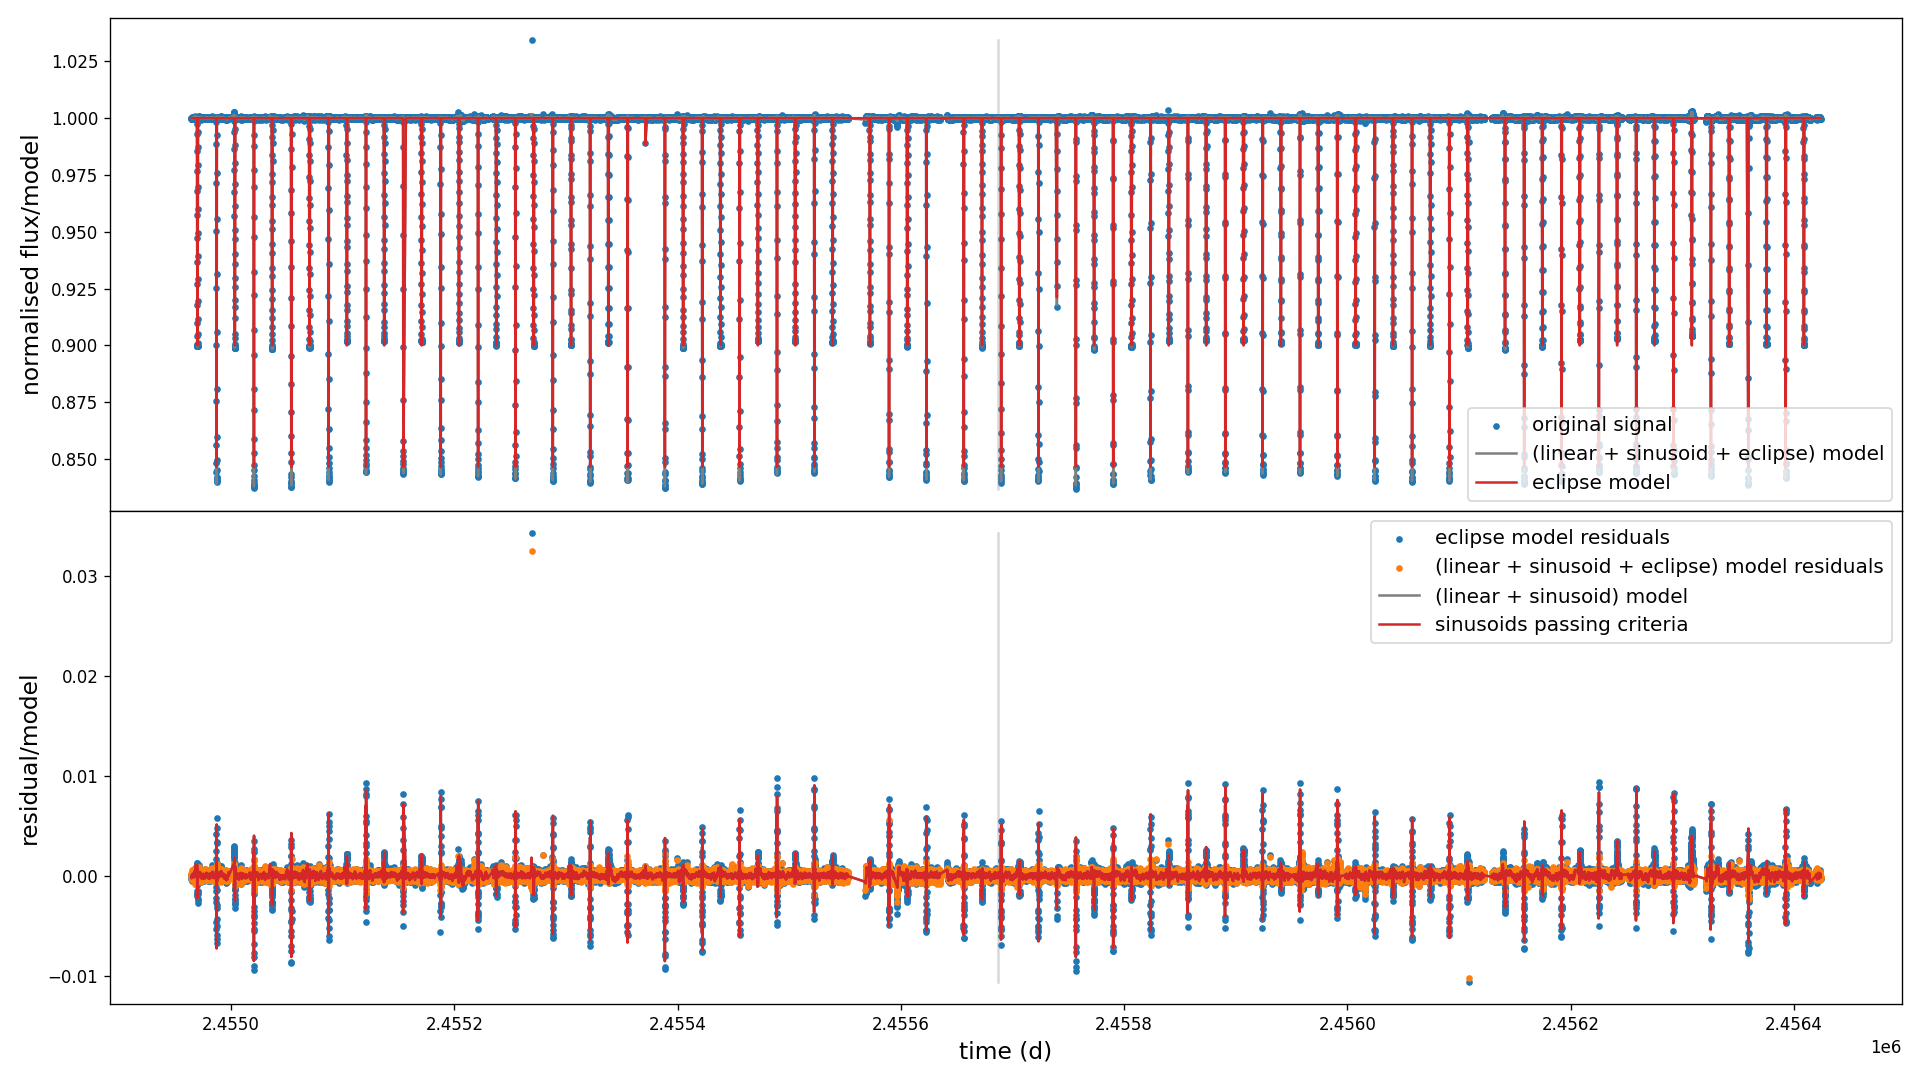 normalised flux/model
1.025
1.000
0.975
0.950
0.925
0.900
0.875
0.850
original signal
(linear + sinusoid + eclipse) model
eclipse model
residual/model
0.03
0.02
0.01
0.00
−0.01
eclipse model residuals
(linear + sinusoid + eclipse) model residuals
(linear + sinusoid) model
sinusoids passing criteria
2.4550 2.4552 2.4554 2.4556 2.4558 2.4560 2.4562 2.4564
1e6
time (d)